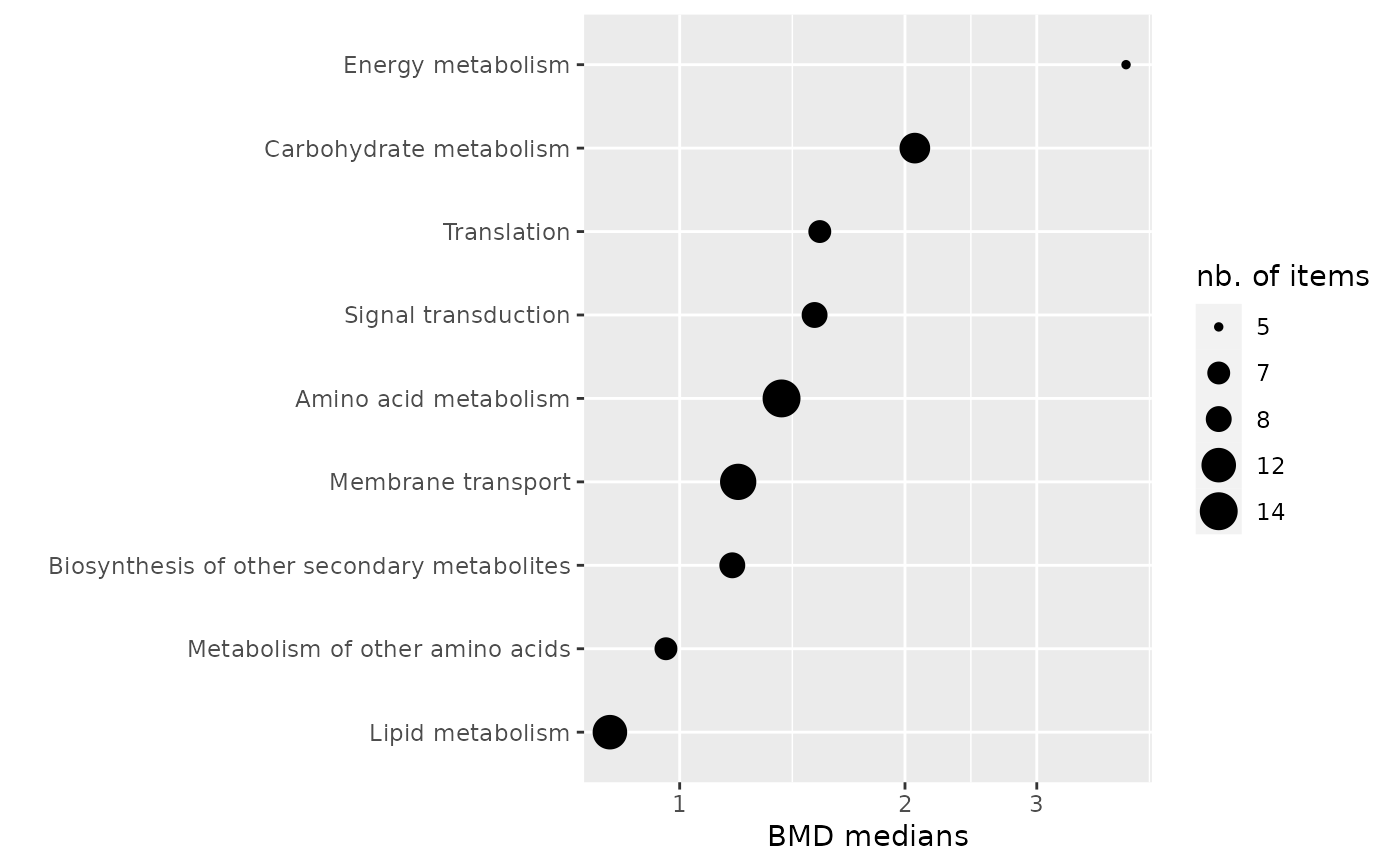 Energy metabolism
Carbohydrate metabolism
Translation
Signal transduction
Amino acid metabolism
Membrane transport
Biosynthesis of other secondary metabolites
Metabolism of other amino acids
Lipid metabolism
1 2 3
BMD medians
nb. of items
5
7
8
12
14